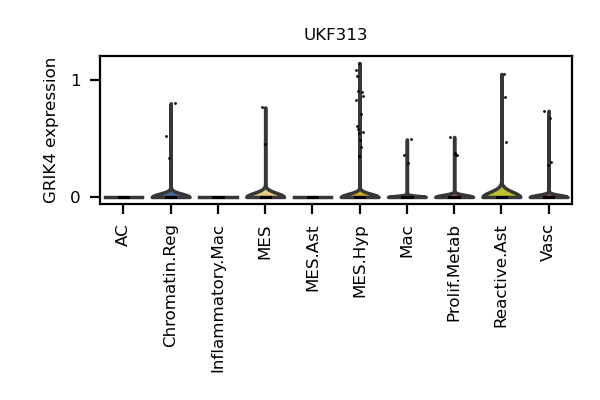 UKF313
GRIK4 expression
1
0
AC
Chromatin.Reg
Inflammatory.Mac
MES
MES.Ast
MES.Hyp
Mac
Prolif.Metab
Reactive.Ast
Vasc